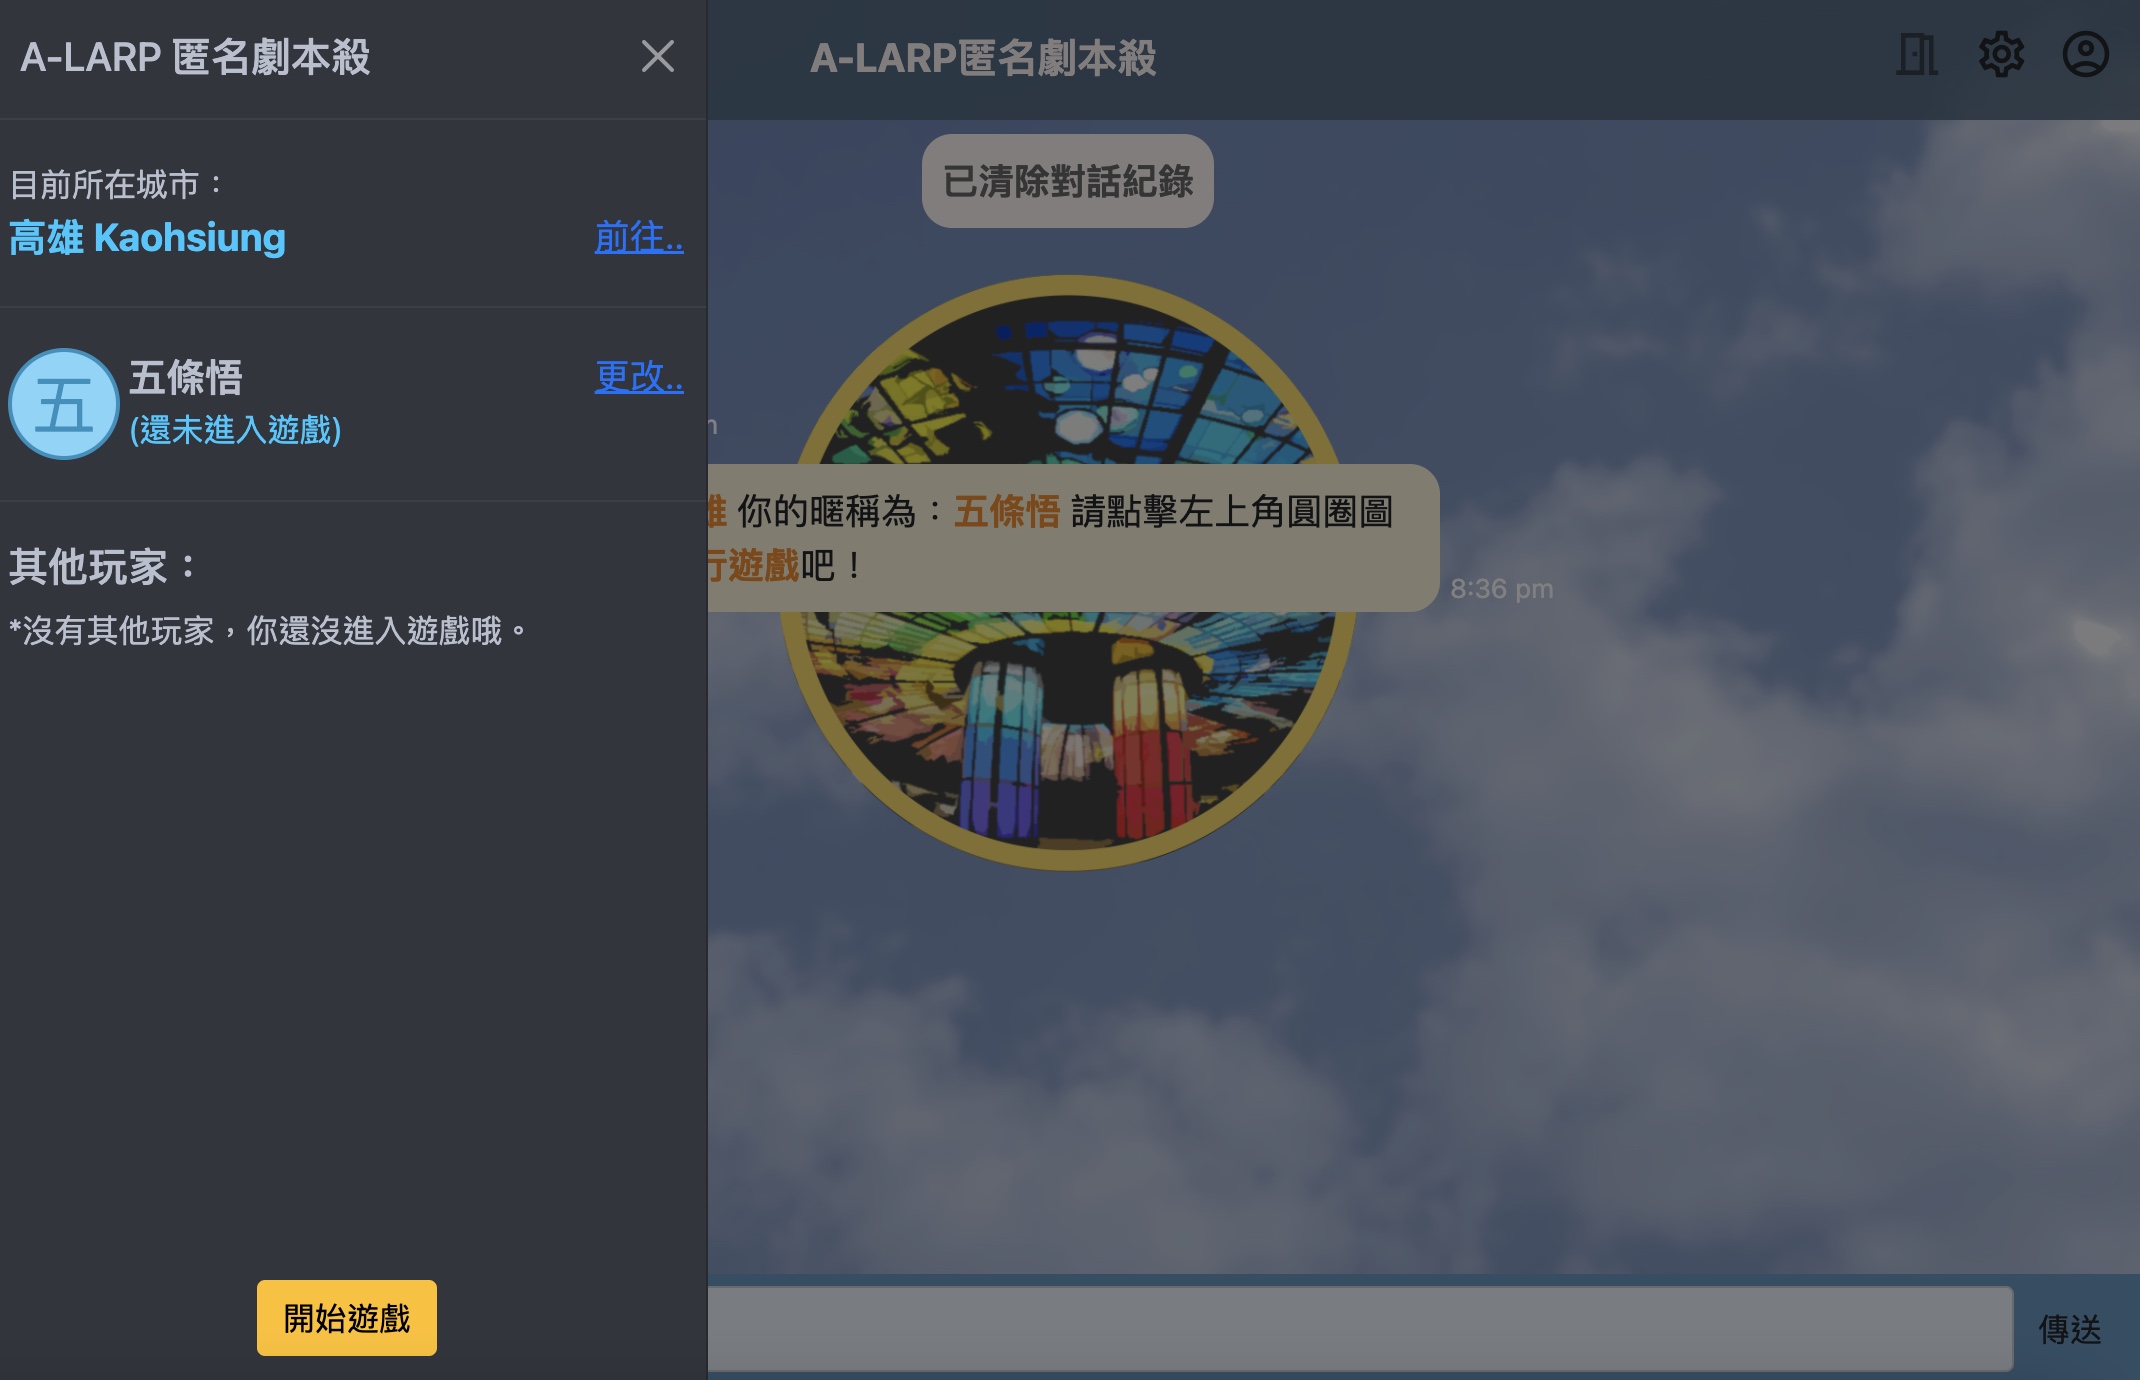 A-LARP 匿名劇本殺
目前所在城市：
高雄 Kaohsiung
前往..
五
五條悟
更改..
(還未進入遊戲)
其他玩家：
*沒有其他玩家，你還沒進入遊戲哦。
開始遊戲
A-LARP匿名劇本殺
已清除對話紀錄
你的暱稱為：五條悟 請點擊左上角圓圈圖
行遊戲吧！
8:36 pm
傳送